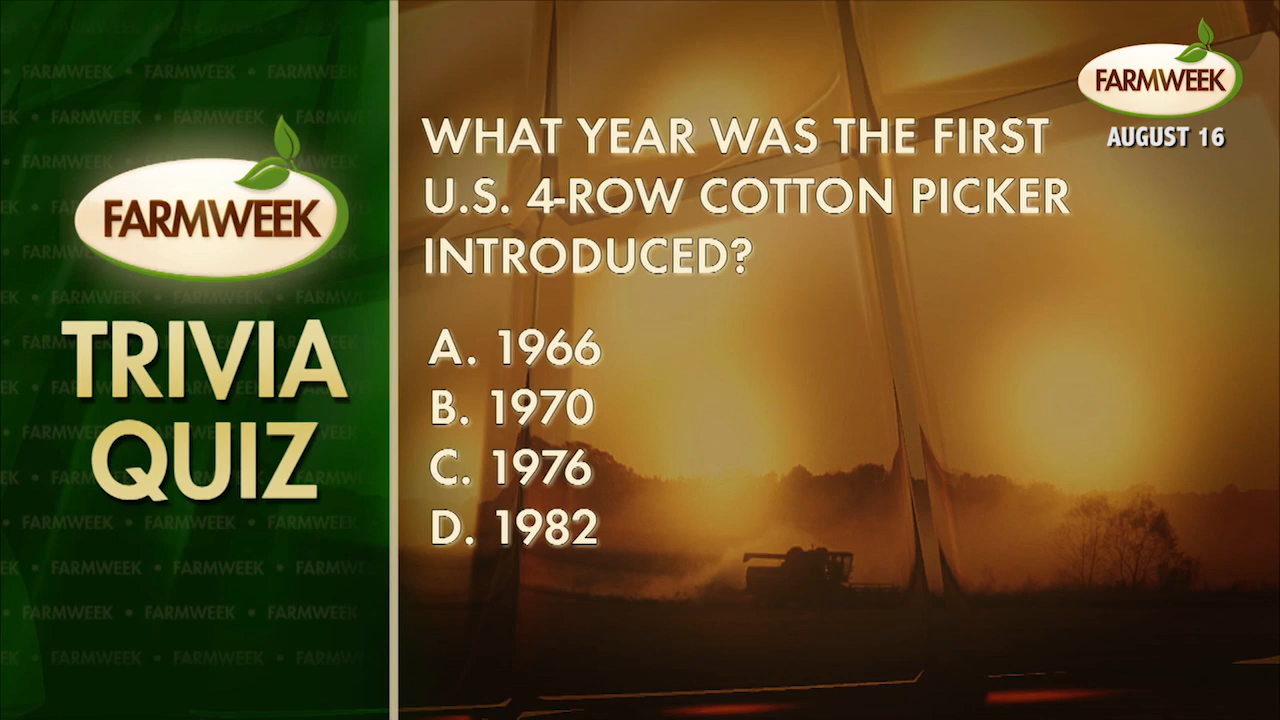 FARMWEEK
TRIVIA
QUIZ
WHAT YEAR WAS THE FIRST
U.S. 4-ROW COTTON PICKER
INTRODUCED?
A. 1966
B. 1970
C. 1976
D. 1982
FARMWEEK
AUGUST 16